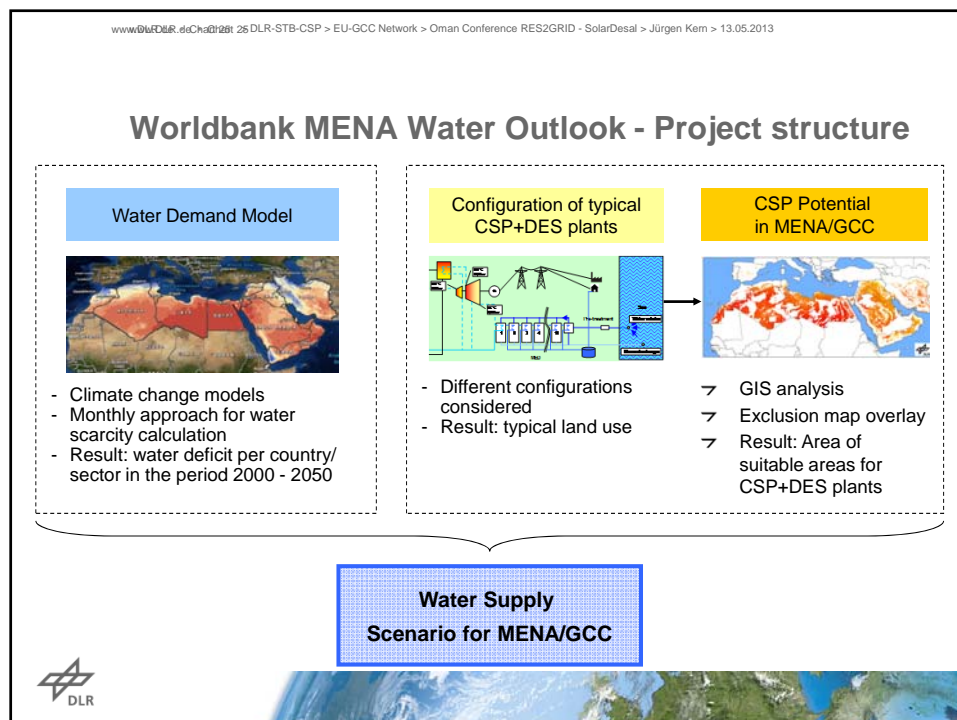 > DLR-STB-CSP > EU-GCC Network > Oman Conference RES2GRID - SolarDesal > Jürgen Kern > 13.05.2013
Worldbank MENA Water Outlook - Project structure
Water Demand Model
- Climate change models
- Monthly approach for water
scarcity calculation
- Result: water deficit per country/
sector in the period 2000 - 2050
Configuration of typical
CSP+DES plants
- Different configurations
considered
- Result: typical land use
CSP Potential
in MENA/GCC
GIS analysis
Exclusion map overlay
Result: Area of
suitable areas for
CSP+DES plants
Water Supply
Scenario for MENA/GCC
DLR